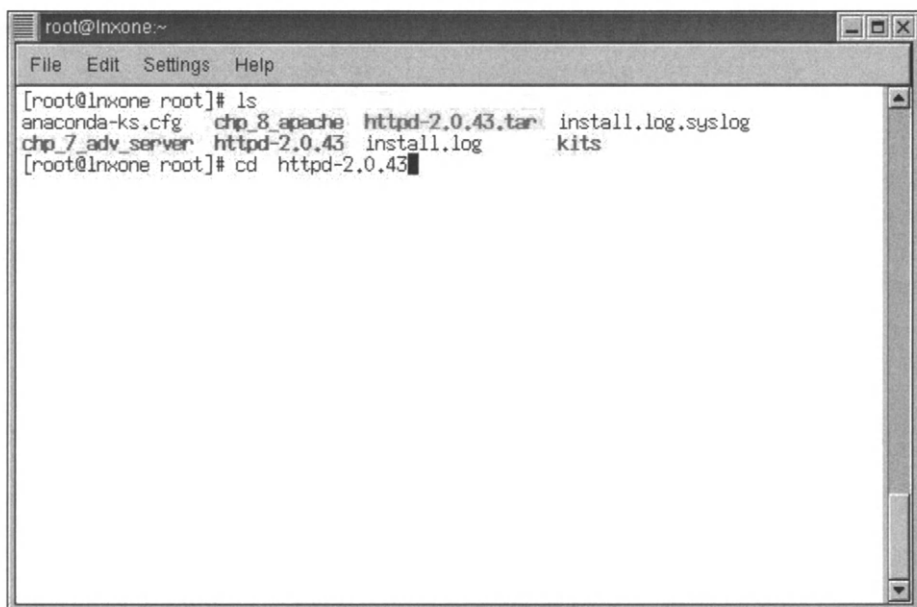 root@lnxone:~
File Edit Settings Help
[root@lnxone root]# ls
anaconda-ks.cfg chp_8_apache httpd-2.0.43.tar install.log.syslog
chp_7_adv_server httpd-2.0.43 install.log kits
[root@lnxone root]# cd httpd-2.0.43